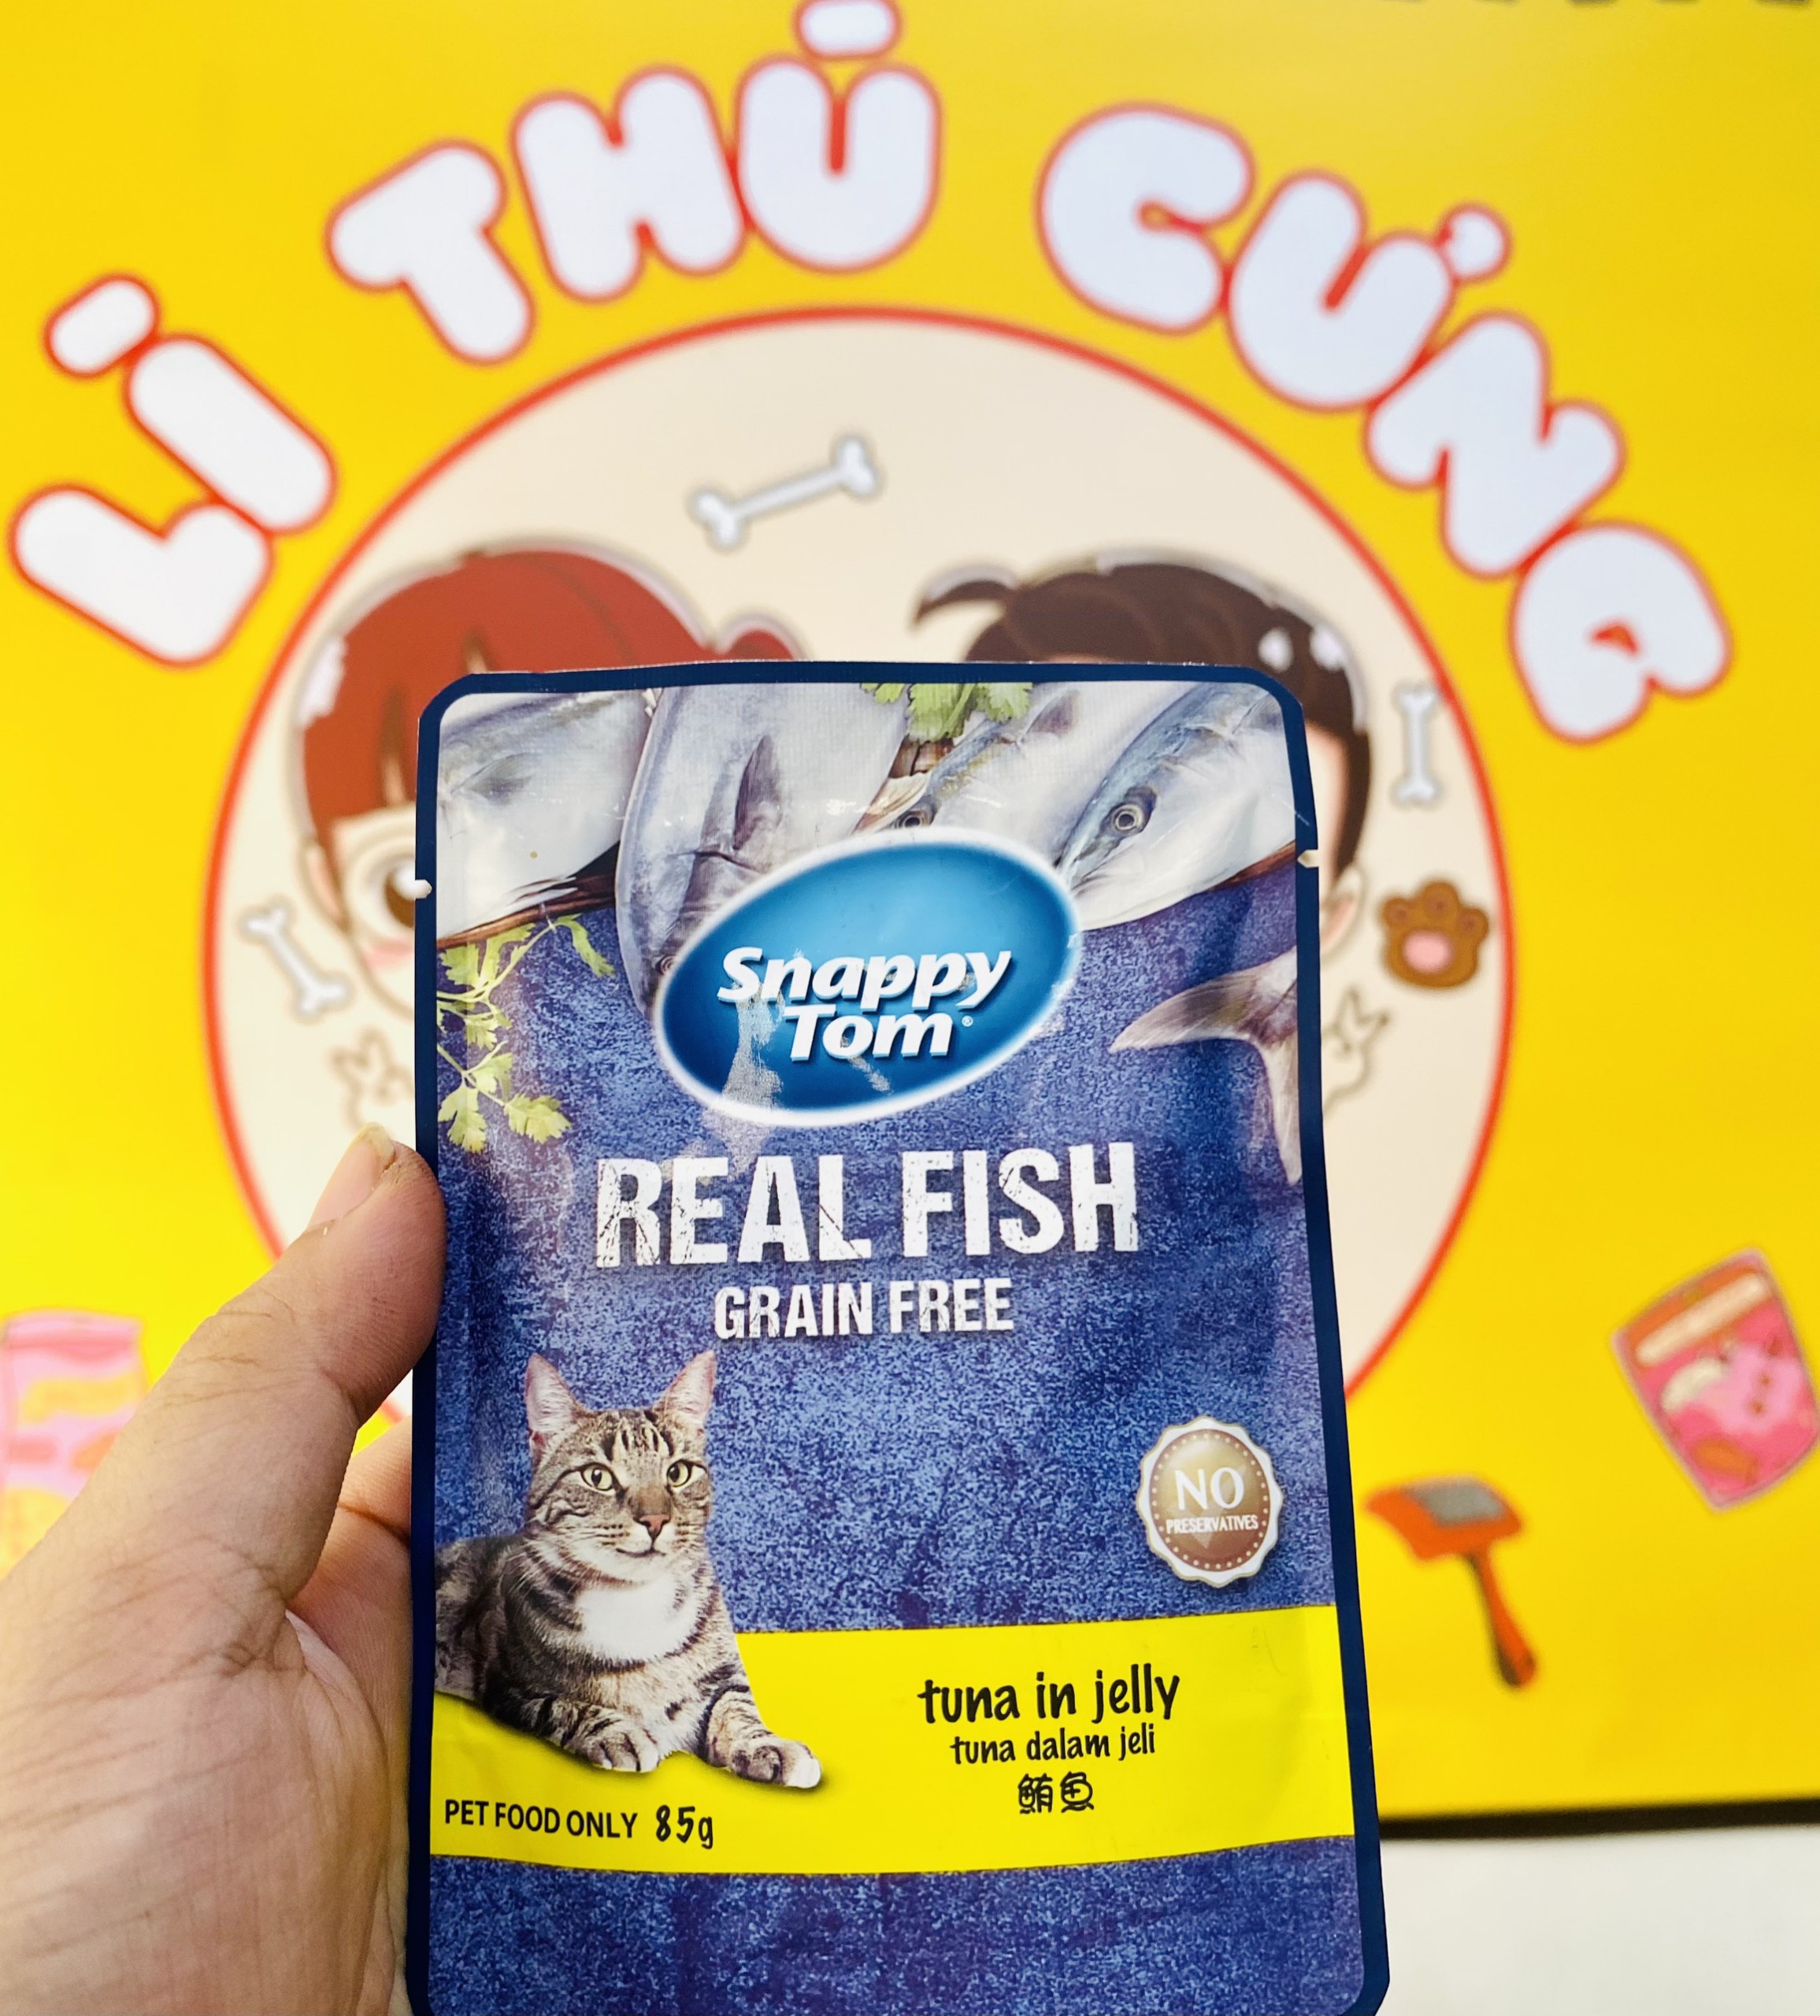 LÍ THÚ CƯNG
Snappy
Tom
REAL FISH
GRAIN FREE
NO
PRESERVATIVES
tuna in jelly
tuna dalam jeli
鮪魚
PET FOOD ONLY 85g